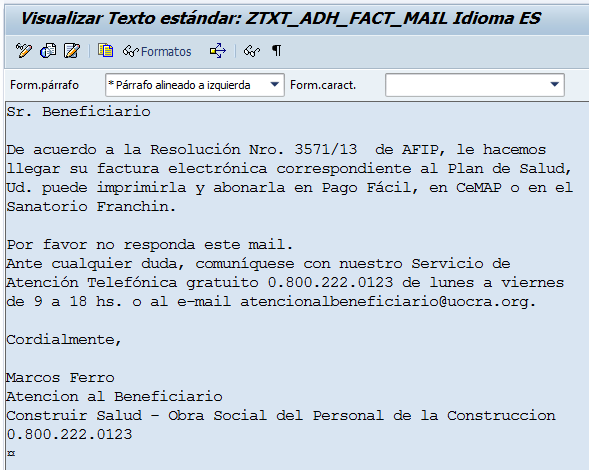 Visualizar Texto estándar: ZTXT_ADH_FACT_MAIL Idioma ES
Formatos
Form.párrafo * Párrafo alineado a izquierda Form.caract.
Sr. Beneficiario
De acuerdo a la Resolución Nro. 3571/13  de AFIP, le hacemos
llegar su factura electrónica correspondiente al Plan de Salud,
Ud. puede imprimirla y abonarla en Pago Fácil, en CeMAP o en el
Sanatorio Franchin.
Por favor no responda este mail.
Ante cualquier duda, comuníquese con nuestro Servicio de
Atención Telefónica gratuito 0.800.222.0123 de lunes a viernes
de 9 a 18 hs. o al e-mail atencionalbeneficiario@uocra.org.
Cordialmente,
Marcos Ferro
Atencion al Beneficiario
Construir Salud - Obra Social del Personal de la Construccion
0.800.222.0123
¤